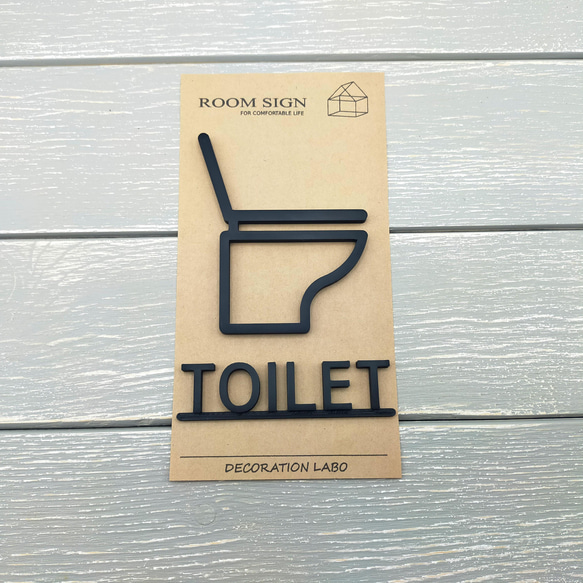 ROOM SIGN
FOR COMFORTABLE LIFE
TOILET
DECORATION LABO